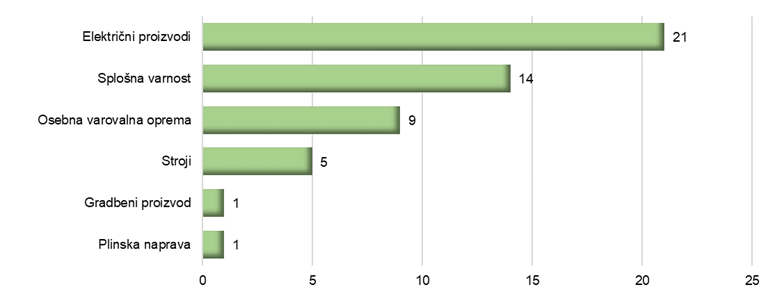 Električni proizvodi 21
Splošna varnost 14
Osebna varovalna oprema 9
Stroji 5
Gradbeni proizvod 1
Plinska naprava 1
0 5 10 15 20 25